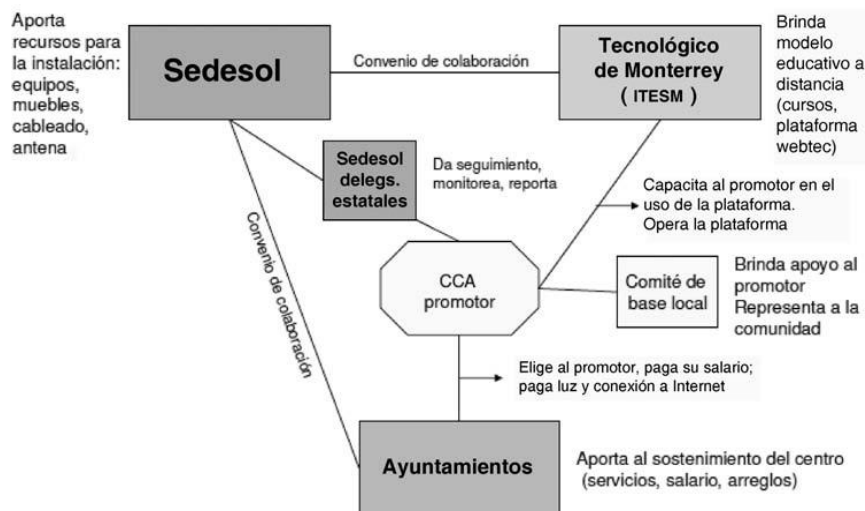 Aporta
recursos para
la instalación:
equipos,
muebles,
cableado,
antena
Sedesol
Convenio de colaboración
Tecnológico
de Monterrey
( ITESM )
Brinda
modelo
educativo a
distancia
(cursos,
plataforma
webtec)
Sedesol
delegs.
estatales
Da seguimiento,
monitorea, reporta
Capacita al promotor en el
uso de la plataforma.
Opera la plataforma
Convenio de colaboración
CCA
promotor
Comité de
base local
Brinda apoyo al
promotor
Representa a la
comunidad
Elige al promotor, paga su salario;
paga luz y conexión a Internet
Ayuntamientos
Aporta al sostenimiento del centro
(servicios, salario, arreglos)